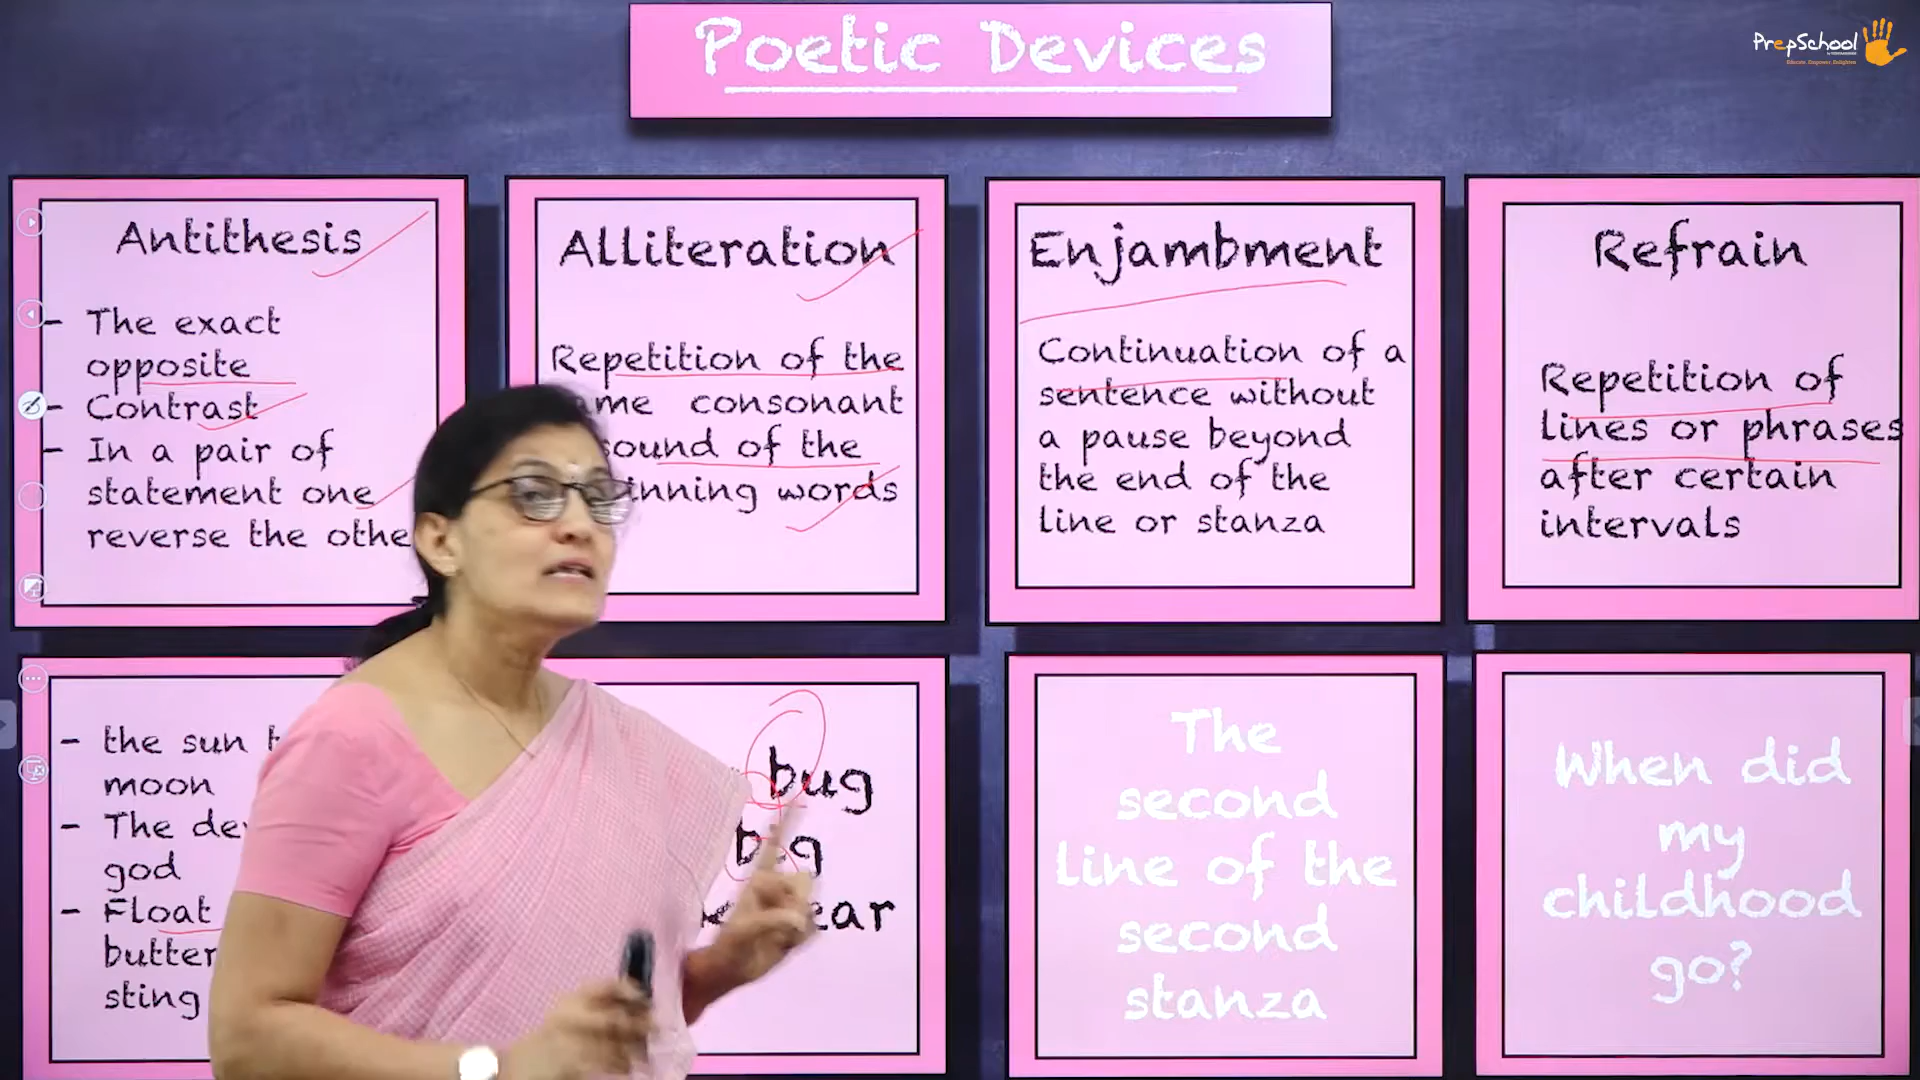 Poetic Devices
PrepSchool
Antithesis
- The exact
opposite
- Contrast
- In a pair of
statement one
reverse the othe
Alliteration
Repetition of the
ame consonant
sound of the
inning words
Enjambment
Continuation of a
sentence without
a pause beyond
the end of the
line or stanza
Refrain
Repetition of
lines or phrases
after certain
intervals
- the sun
moon
- The dev
god
- Float
butter
sting
bug
big
ear
The
second
line of the
second
stanza
When did
my
childhood
go?